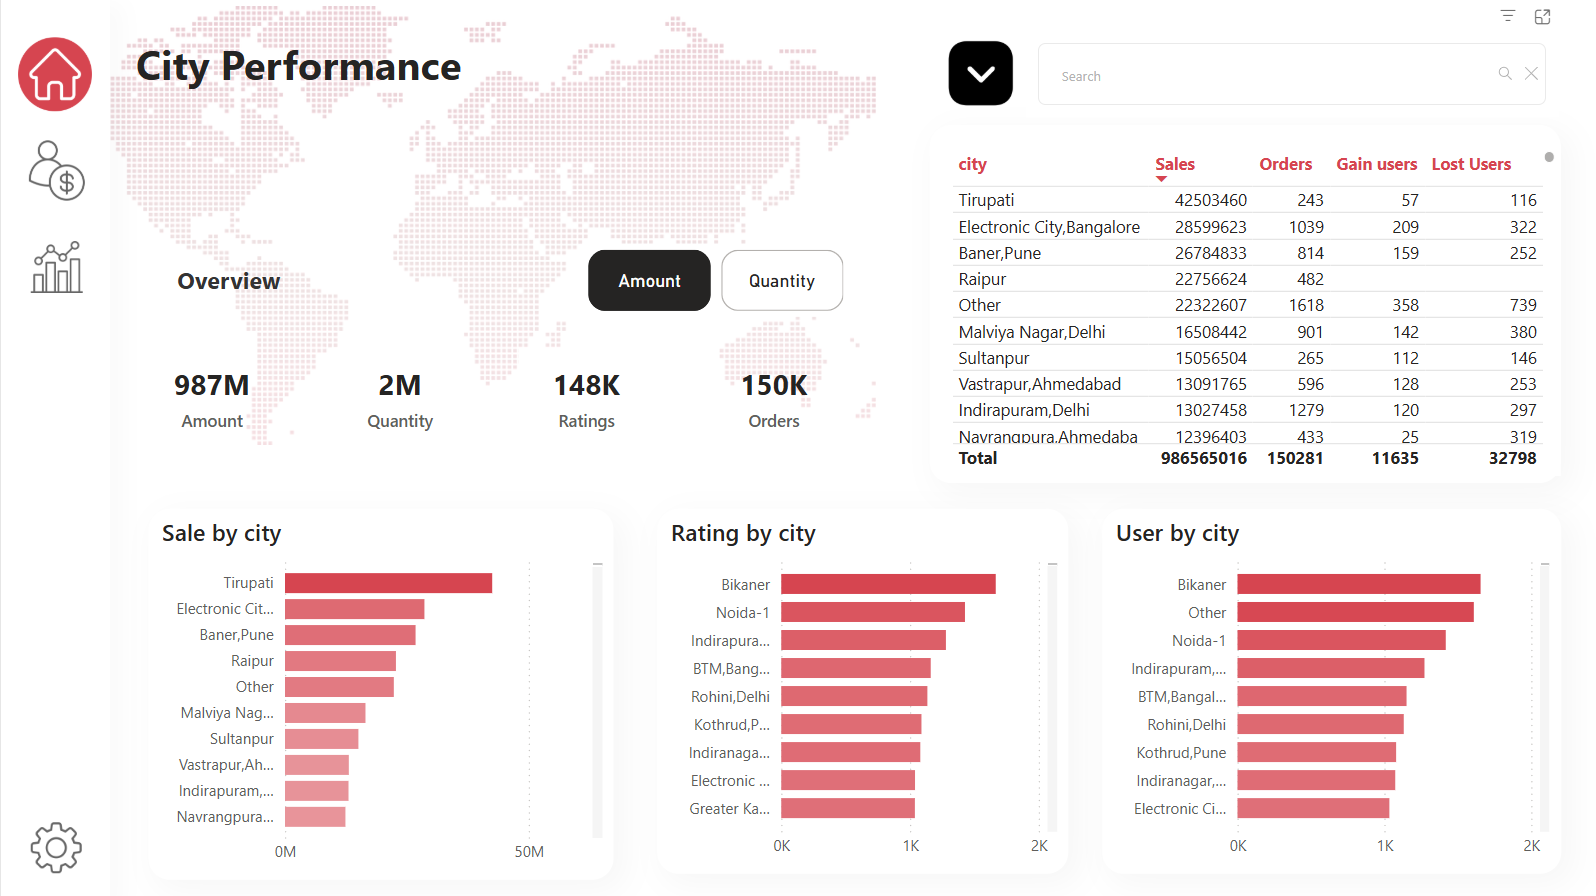 City Performance
Search
Overview
Amount
Quantity
987M
Amount
2M
Quantity
148K
Ratings
150K
Orders
city Sales Orders Gain users Lost Users
Tirupati 42503460 243 57 116
Electronic City,Bangalore 28599623 1039 209 322
Baner,Pune 26784833 814 159 252
Raipur 22756624 482
Other 22322607 1618 358 739
Malviya Nagar,Delhi 16508442 901 142 380
Sultanpur 15056504 265 112 146
Vastrapur,Ahmedabad 13091765 596 128 253
Indirapuram,Delhi 13027458 1279 120 297
Navrangpura,Ahmedaba 12396403 433 25 319
Total 986565016 150281 11635 32798
Sale by city
Tirupati
Electronic Cit...
Baner,Pune
Raipur
Other
Malviya Nag...
Sultanpur
Vastrapur,Ah...
Indirapuram,...
Navrangpura...
0M 50M
Rating by city
Bikaner
Noida-1
Indirapura...
BTM,Bang...
Rohini,Delhi
Kothrud,P...
Indiranaga...
Electronic ...
Greater Ka...
0K 1K 2K
User by city
Bikaner
Other
Noida-1
Indirapuram,...
BTM,Bangal...
Rohini,Delhi
Kothrud,Pune
Indiranagar,...
Electronic Ci...
0K 1K 2K